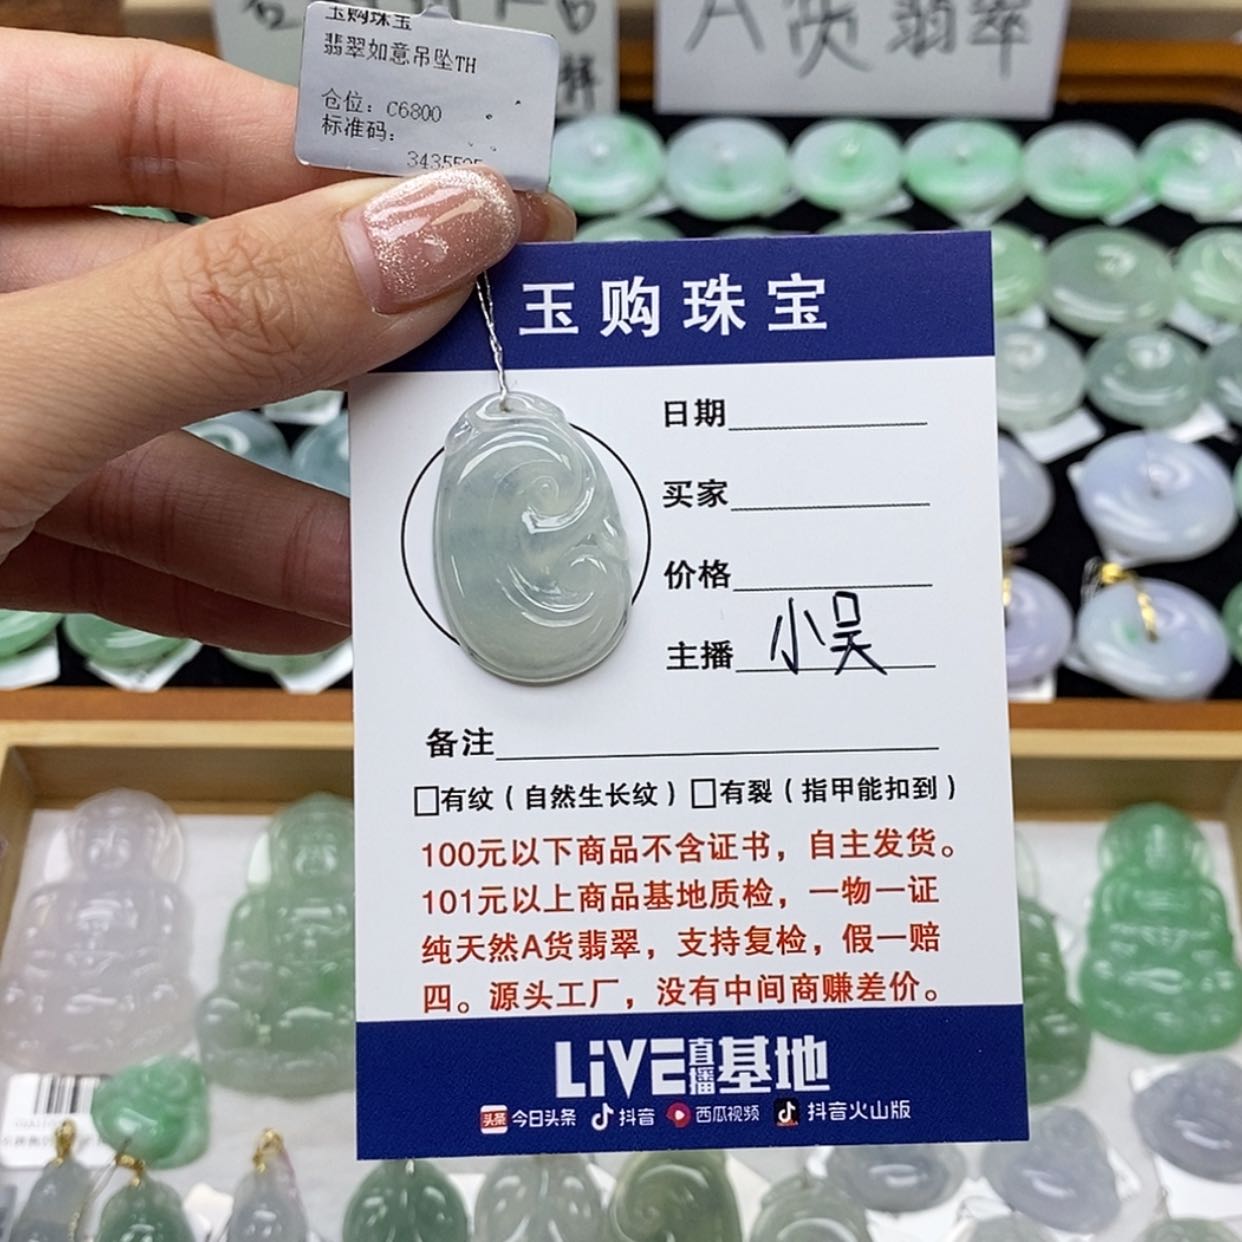 玉购珠宝
翡翠如意吊坠TH
仓位：C6800
标准码：
A货翡翠
玉购珠宝
日期
买家
价格
主播 小吴
备注
□有纹（自然生长纹）□有裂（指甲能扣到）
100元以下商品不含证书，自主发货。
101元以上商品基地质检，一物一证
纯天然A货翡翠，支持复检，假一赔
四。源头工厂，没有中间商赚差价。
LiVE直播基地
头条 今日头条 抖音 西瓜视频 抖音火山版